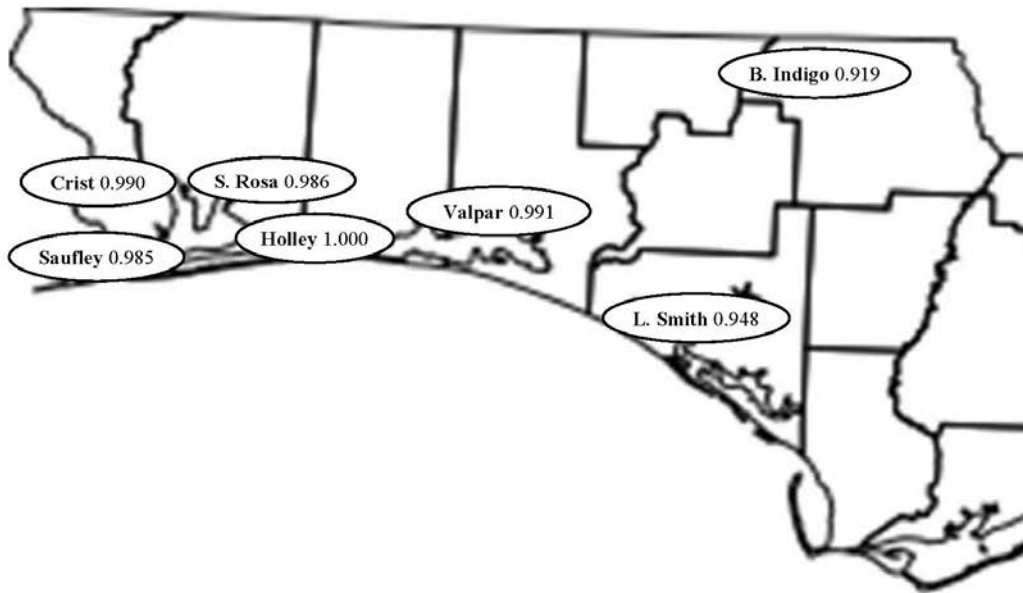 B. Indigo 0.919
Crist 0.990
S. Rosa 0.986
Valpar 0.991
Holley 1.000
Saufley 0.985
L. Smith 0.948